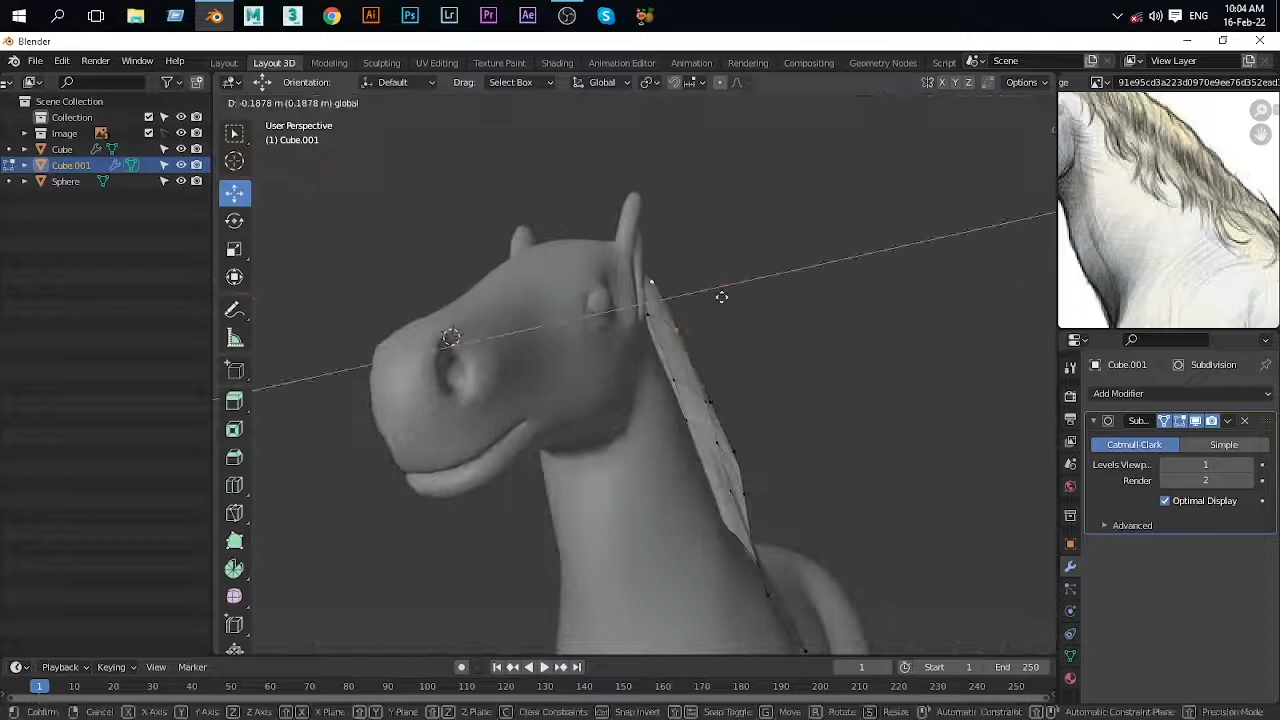 Ai Ps Lr Pr Ae S ENG 10:04 AM
16-Feb-22
Blender
File Edit Render Window Help Layout Layout 3D Modeling Sculpting UV Editing Texture Paint Shading Animation Editor Animation Rendering Compositing Geometry Nodes Script Scene View Layer
Orientation: Default Drag: Select Box Global X Y Z Options ge 91e95cd3a223d0970e9ee76d352ead
D: -0.1878 m (0.1878 m) global
Scene Collection
Collection
Image
Cube
Cube.001
Sphere
User Perspective
(1) Cube.001
Cube.001 Subdivision
Add Modifier
Sub..
Catmull-Clark Simple
Levels Viewp.. 1
Render 2
Optimal Display
Advanced
Playback Keying View Marker 1 Start 1 End 250
1 10 20 30 40 50 60 70 80 90 100 110 120 130 140 150 160 170 180 190 200 210 220 230 240 250
Confirm Cancel X X Axis Y Y Axis Z Z Axis X X Plane Y Y Plane Z Z Plane C Clear Constraints Snap Invert Snap Toggle G Move R Rotate S Resize Automatic Constraint Automatic Constraint Plane Precision Mode